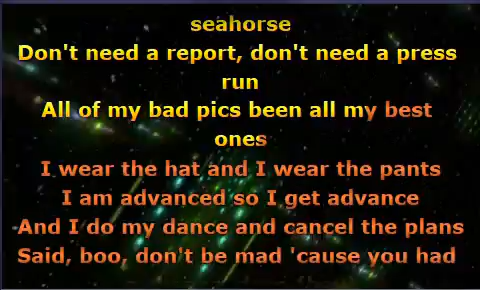 seahorse
Don't need a report, don't need a press
run
All of my bad pics been all my best
ones
I wear the hat and I wear the pants
I am advanced so I get advance
And I do my dance and cancel the plans
Said, boo, don't be mad 'cause you had